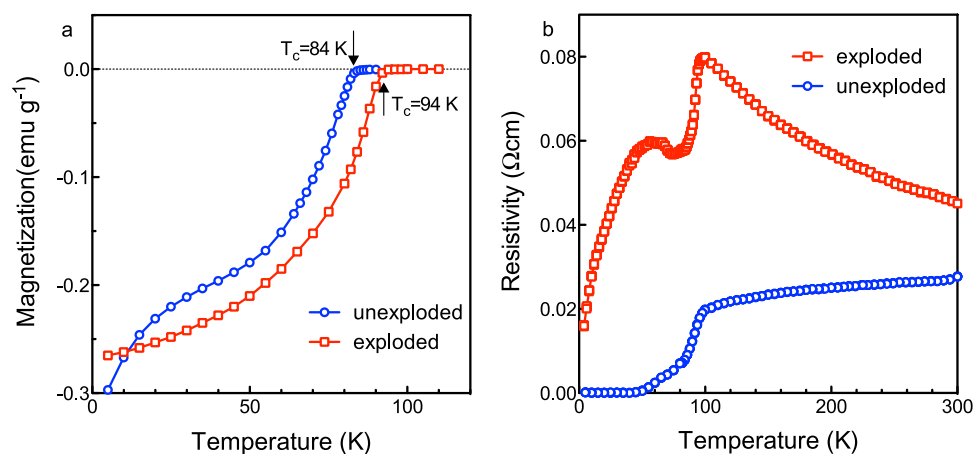 a
T_c=84 K
T_c=94 K
0.0
-0.1
-0.2
-0.3
Magnetization(emu g⁻¹)
unexploded
exploded
0
50
100
Temperature (K)
b
exploded
unexploded
0.08
0.06
0.04
0.02
0.00
Resistivity (Ωcm)
0
100
200
300
Temperature (K)